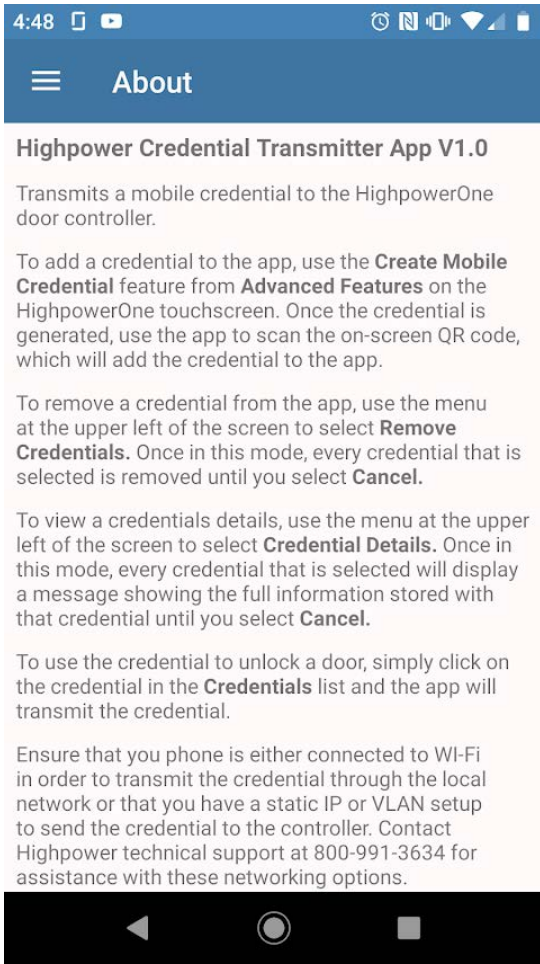 4:48
About
Highpower Credential Transmitter App V1.0
Transmits a mobile credential to the HighpowerOne
door controller.
To add a credential to the app, use the Create Mobile
Credential feature from Advanced Features on the
HighpowerOne touchscreen. Once the credential is
generated, use the app to scan the on-screen QR code,
which will add the credential to the app.
To remove a credential from the app, use the menu
at the upper left of the screen to select Remove
Credentials. Once in this mode, every credential that is
selected is removed until you select Cancel.
To view a credentials details, use the menu at the upper
left of the screen to select Credential Details. Once in
this mode, every credential that is selected will display
a message showing the full information stored with
that credential until you select Cancel.
To use the credential to unlock a door, simply click on
the credential in the Credentials list and the app will
transmit the credential.
Ensure that you phone is either connected to WI-Fi
in order to transmit the credential through the local
network or that you have a static IP or VLAN setup
to send the credential to the controller. Contact
Highpower technical support at 800-991-3634 for
assistance with these networking options.